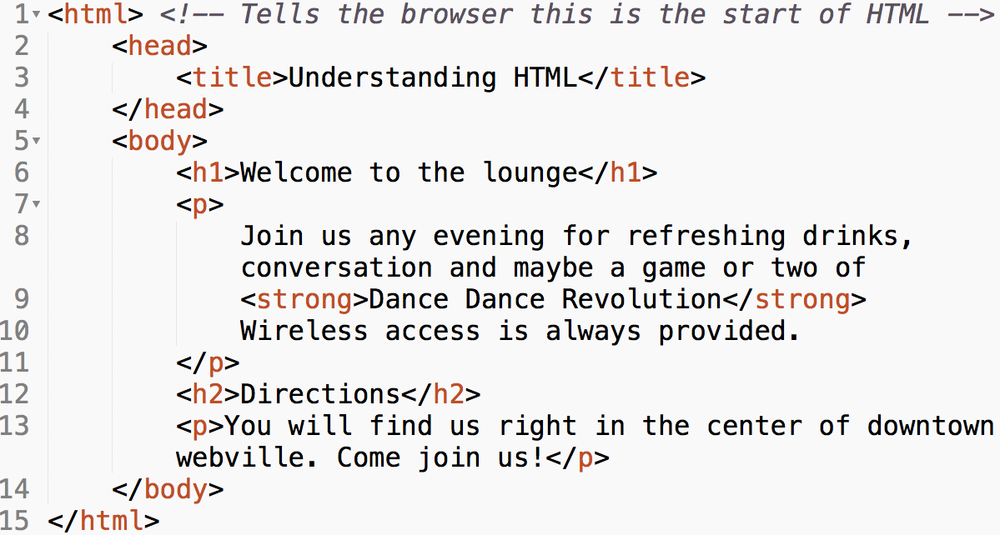 1 <html> <!-- Tells the browser this is the start of HTML -->
2 <head>
3 <title>Understanding HTML</title>
4 </head>
5 <body>
6 <h1>Welcome to the lounge</h1>
7 <p>
8 Join us any evening for refreshing drinks,
conversation and maybe a game or two of
9 <strong>Dance Dance Revolution</strong>
10 Wireless access is always provided.
11 </p>
12 <h2>Directions</h2>
13 <p>You will find us right in the center of downtown
webville. Come join us!</p>
14 </body>
15 </html>